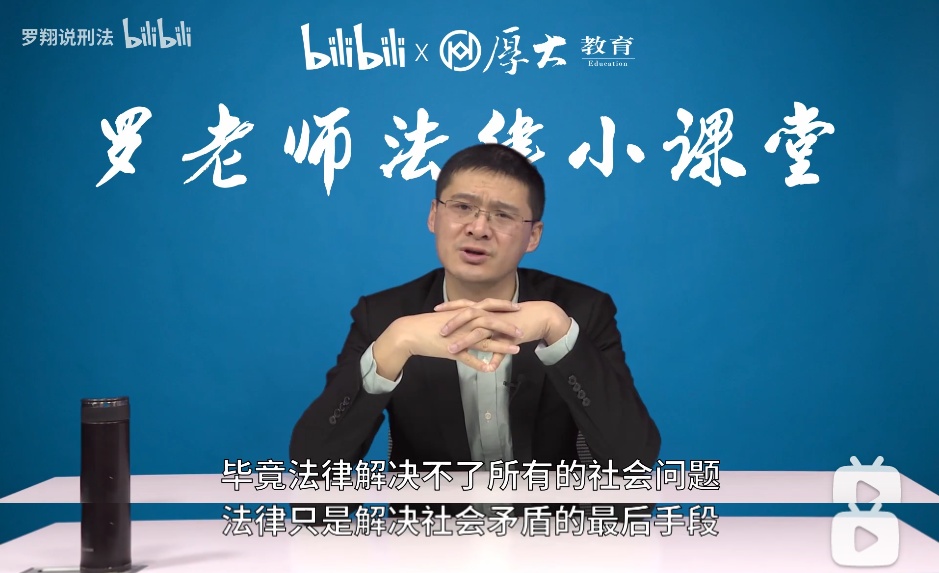 罗翔说刑法 bilibili
bilibili x 厚大 教育
Education
罗老师法律小课堂
毕竟法律解决不了所有的社会问题
法律只是解决社会矛盾的最后手段